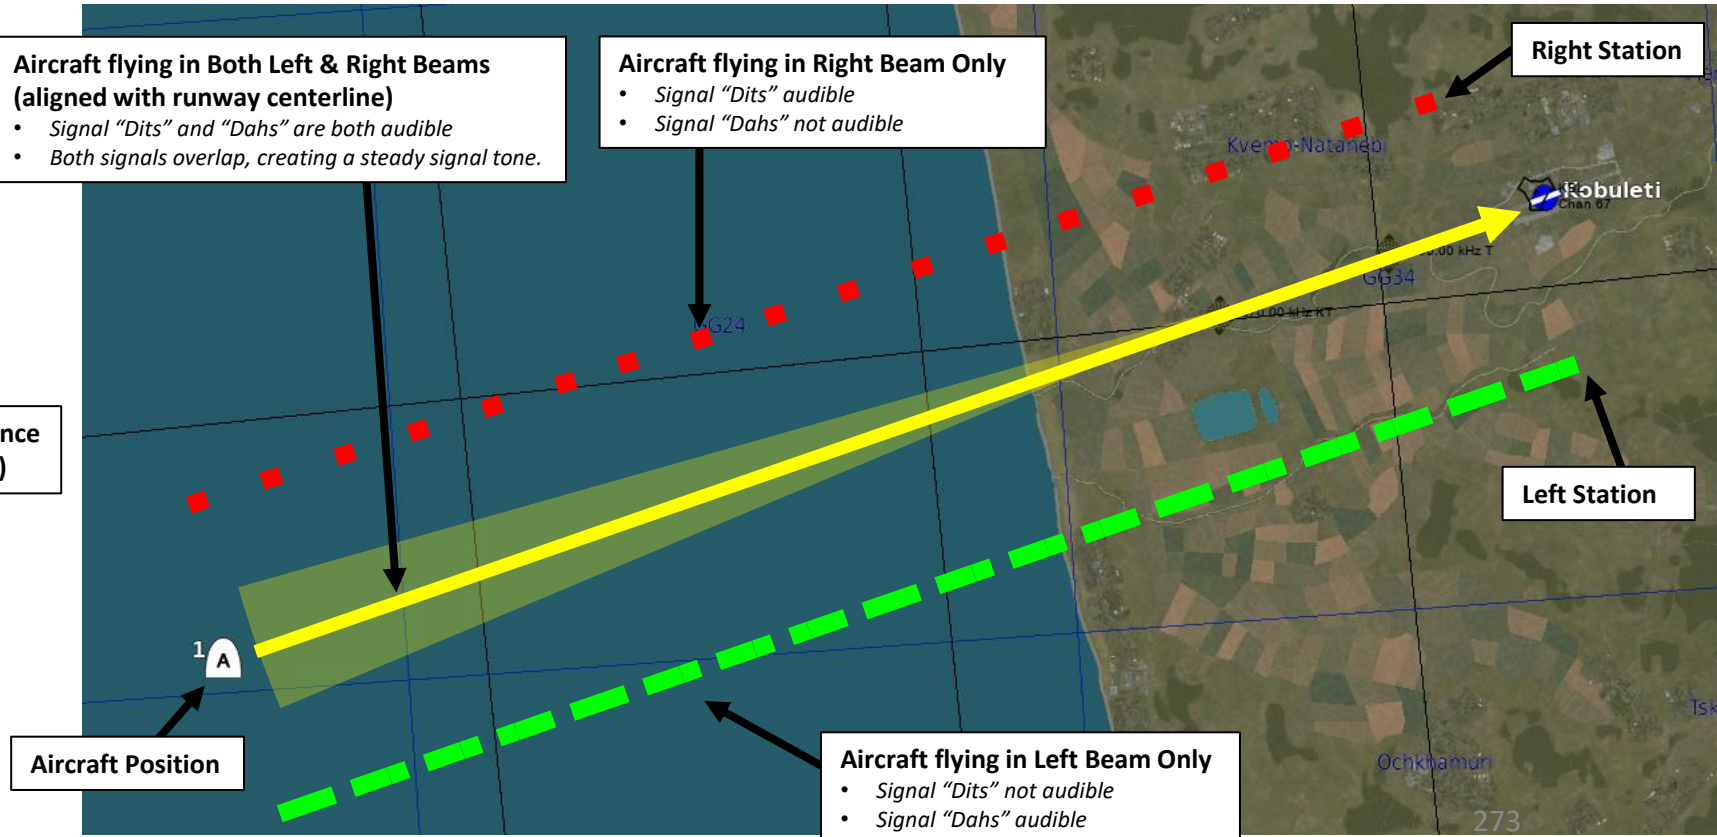 Aircraft flying in Both Left & Right Beams
(aligned with runway centerline)
• Signal “Dits” and “Dahs” are both audible
• Both signals overlap, creating a steady signal tone.
Aircraft flying in Right Beam Only
• Signal “Dits” audible
• Signal “Dahs” not audible
Right Station
Kvemo-Natanebi
Kobuleti
Chan 67
GG34
GG24
nce
)
Left Station
1
A
Aircraft Position
Aircraft flying in Left Beam Only
• Signal “Dits” not audible
• Signal “Dahs” audible
Ochkhamuri
Tsk
273